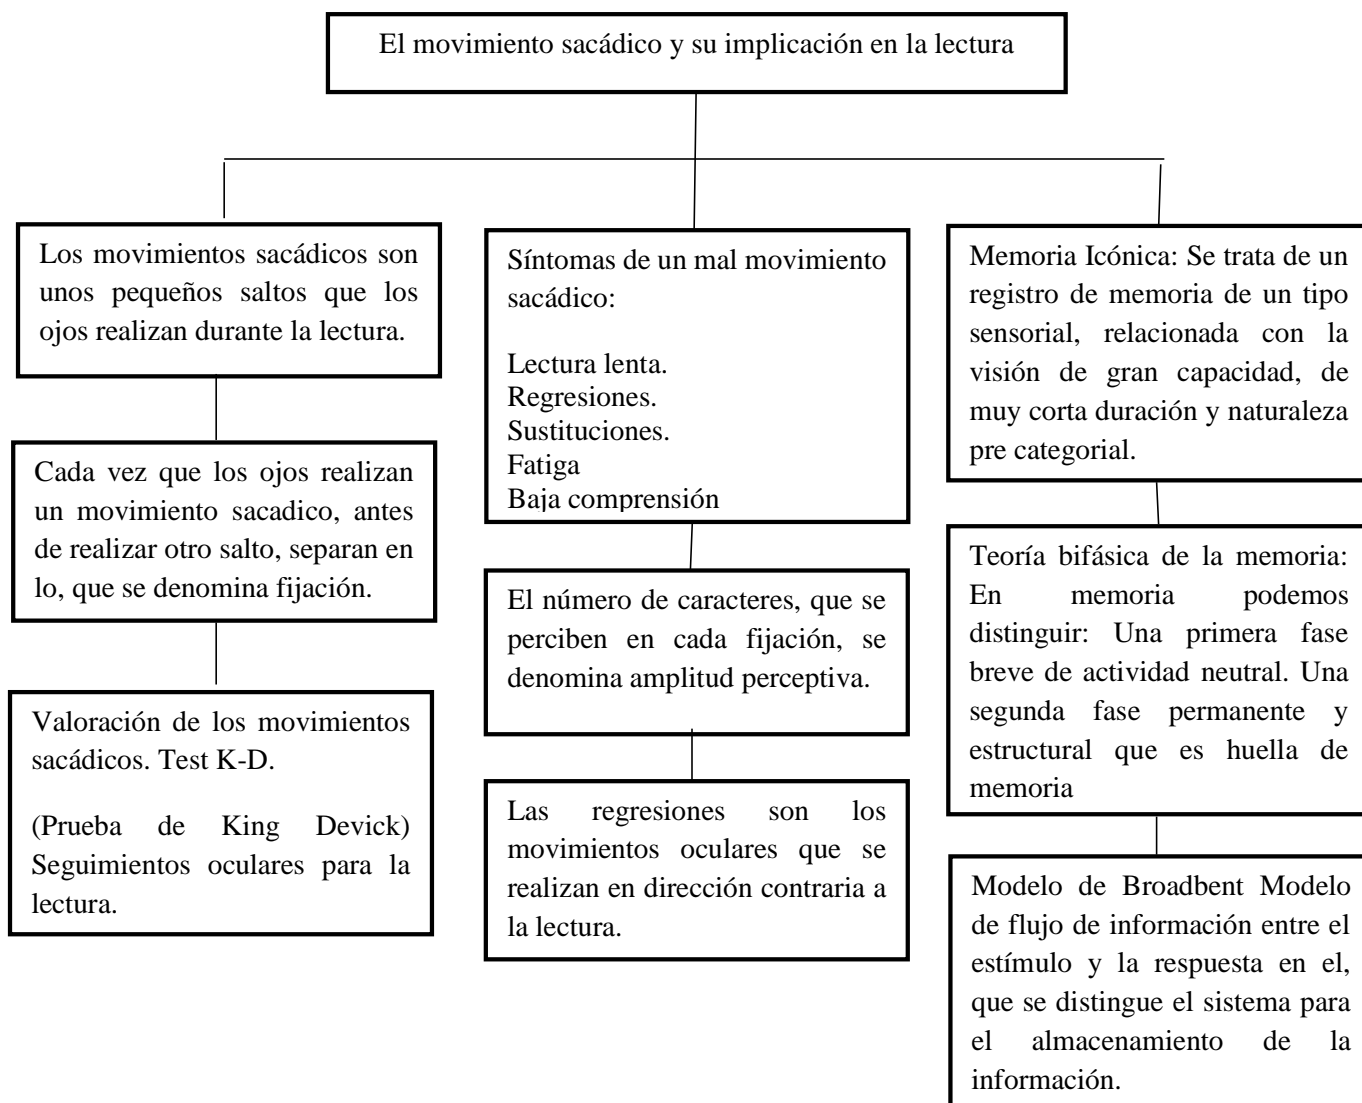 El movimiento sacádico y su implicación en la lectura
Los movimientos sacádicos son
unos pequeños saltos que los
ojos realizan durante la lectura.
Cada vez que los ojos realizan
un movimiento sacadico, antes
de realizar otro salto, separan en
lo, que se denomina fijación.
Valoración de los movimientos
sacádicos. Test K-D.
(Prueba de King Devick)
Seguimientos oculares para la
lectura.
Síntomas de un mal movimiento
sacádico:
Lectura lenta.
Regresiones.
Sustituciones.
Fatiga
Baja comprensión
El número de caracteres, que se
perciben en cada fijación, se
denomina amplitud perceptiva.
Las regresiones son los
movimientos oculares que se
realizan en dirección contraria a
la lectura.
Memoria Icónica: Se trata de un
registro de memoria de un tipo
sensorial, relacionada con la
visión de gran capacidad, de
muy corta duración y naturaleza
pre categorial.
Teoría bifásica de la memoria:
En memoria podemos
distinguir: Una primera fase
breve de actividad neutral. Una
segunda fase permanente y
estructural que es huella de
memoria
Modelo de Broadbent Modelo
de flujo de información entre el
estímulo y la respuesta en el,
que se distingue el sistema para
el almacenamiento de la
información.